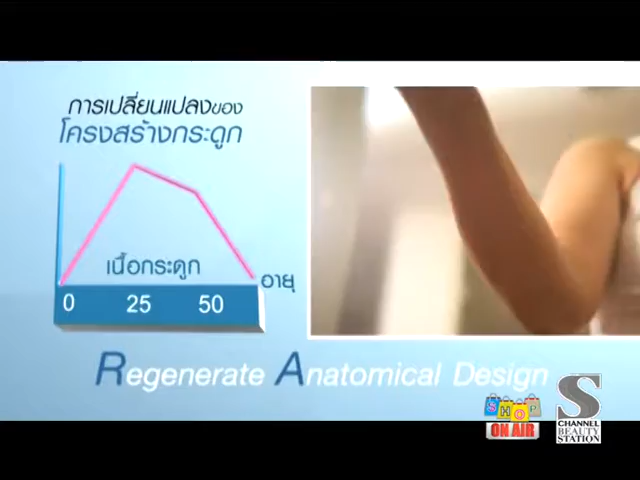 การเปลี่ยนแปลงของ
โครงสร้างกระดูก
เนื้อกระดูก
อายุ
0 25 50
Regenerate Anatomical Design
SHOP
ON AIR
S
CHANNEL
BEAUTY
STATION